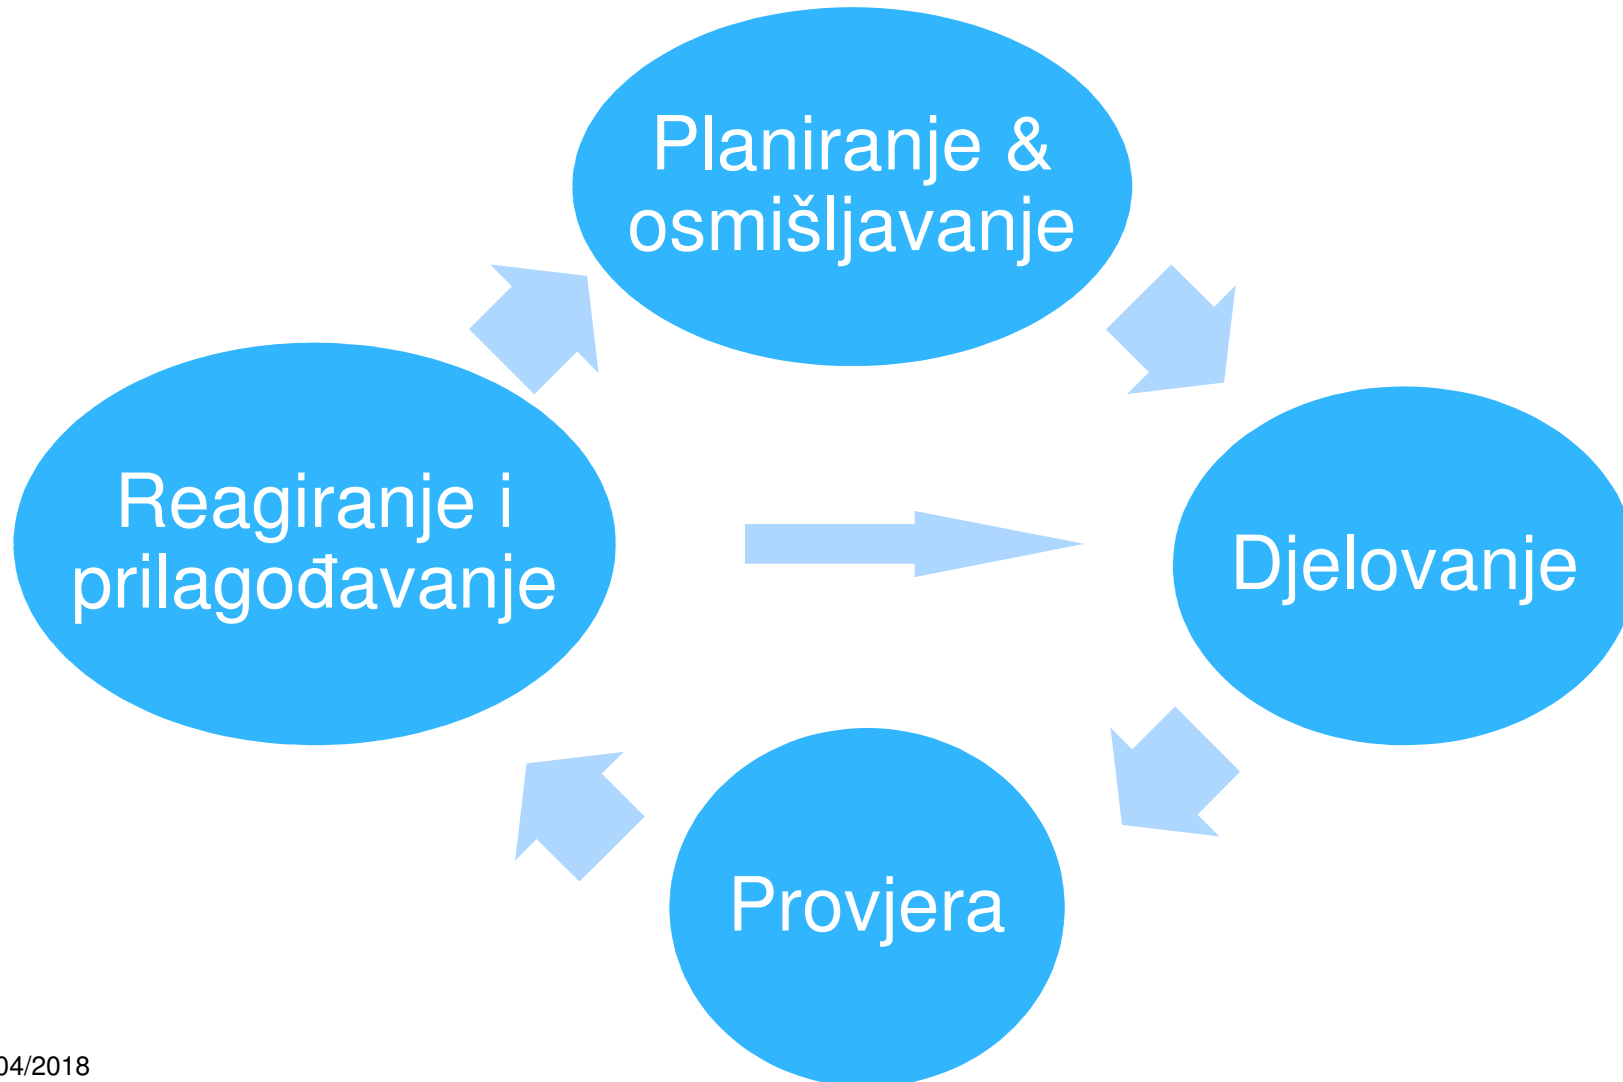 Planiranje &
osmišljavanje
Reagiranje i
prilagođavanje
Djelovanje
Provjera
04/2018